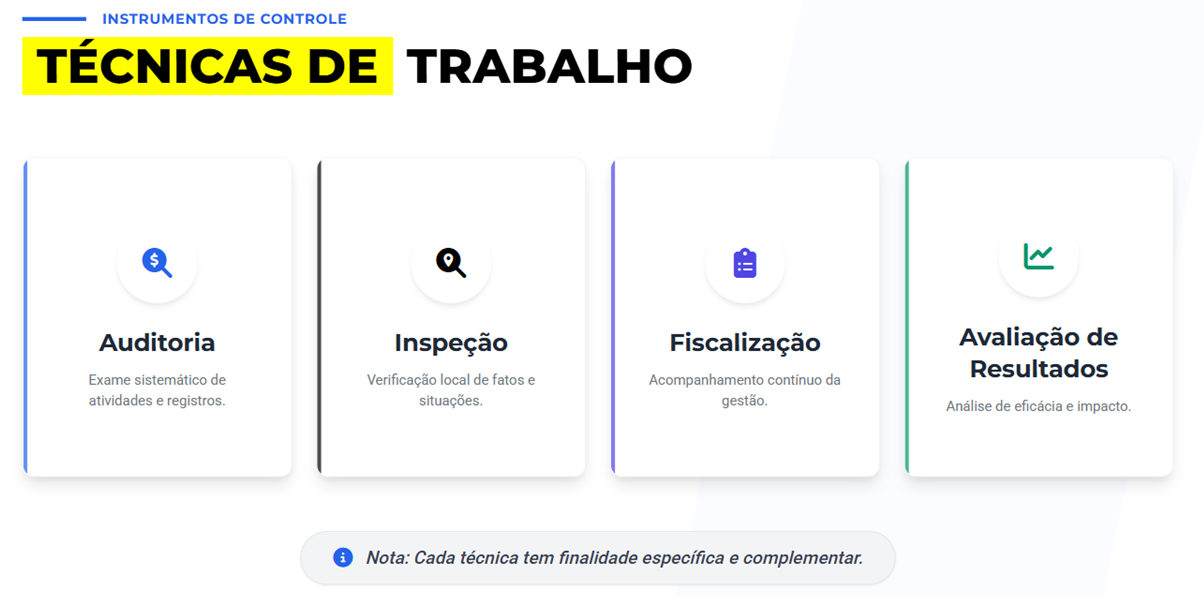 INSTRUMENTOS DE CONTROLE
TÉCNICAS DE TRABALHO
Auditoria
Exame sistemático de
atividades e registros.
Inspeção
Verificação local de fatos e
situações.
Fiscalização
Acompanhamento contínuo da
gestão.
Avaliação de
Resultados
Análise de eficácia e impacto.
Nota: Cada técnica tem finalidade específica e complementar.